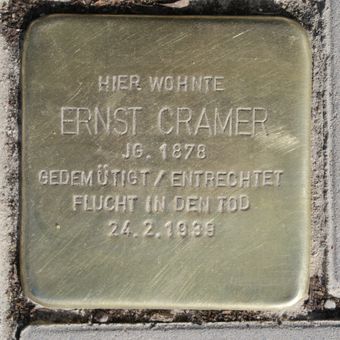 HIER WOHNTE
ERNST CRAMER
JG. 1878
GEDEMÜTIGT / ENTRECHTET
FLUCHT IN DEN TOD
24.2.1939